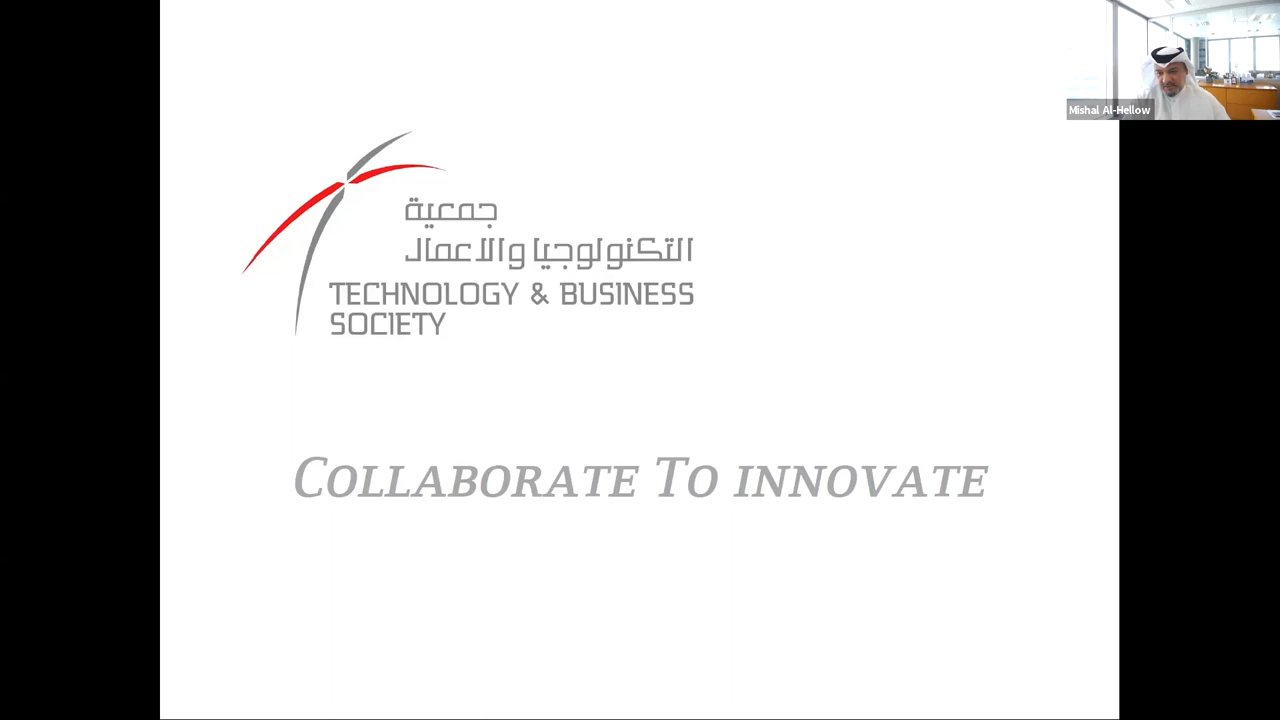 جمعية
التكنولوجيا والاعمال
TECHNOLOGY & BUSINESS
SOCIETY
COLLABORATE TO INNOVATE
Mishal Al-Hellow